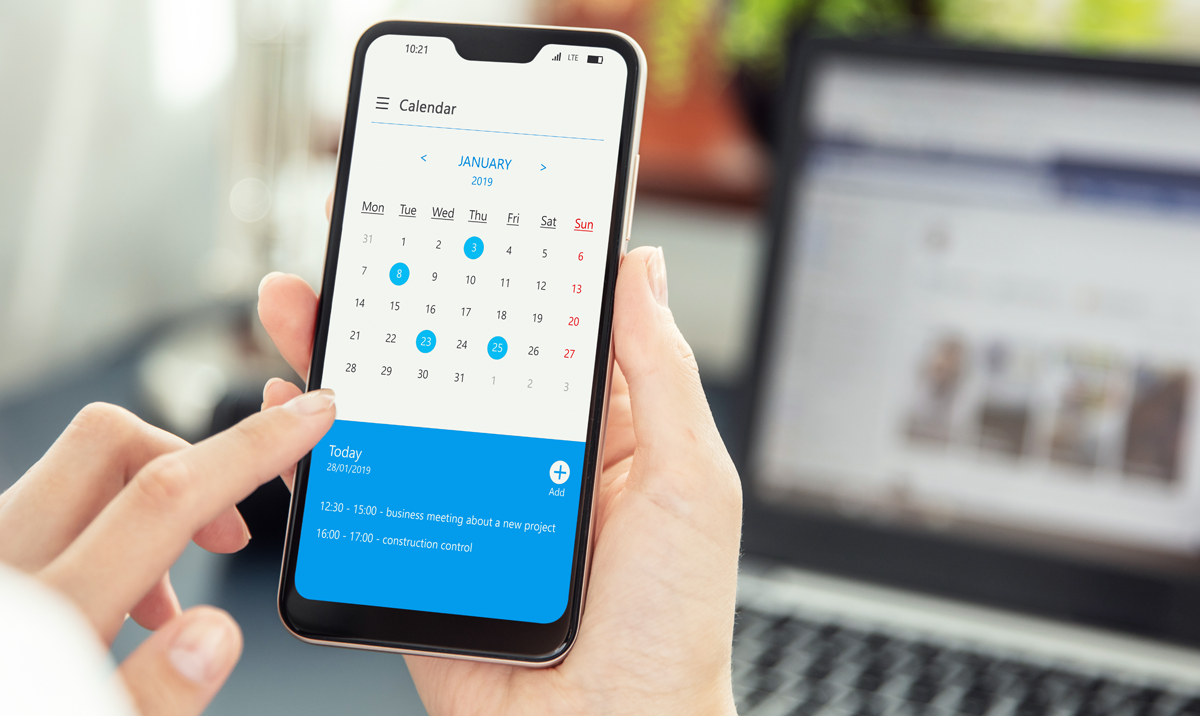 10:21 LTE
☰ Calendar
< JANUARY >
2019
Mon Tue Wed Thu Fri Sat Sun
31 1 2 3 4 5 6
7 8 9 10 11 12 13
14 15 16 17 18 19 20
21 22 23 24 25 26 27
28 29 30 31 1 2 3
Today
28/01/2019
+
Add
12:30 - 15:00 - business meeting about a new project
16:00 - 17:00 - construction control